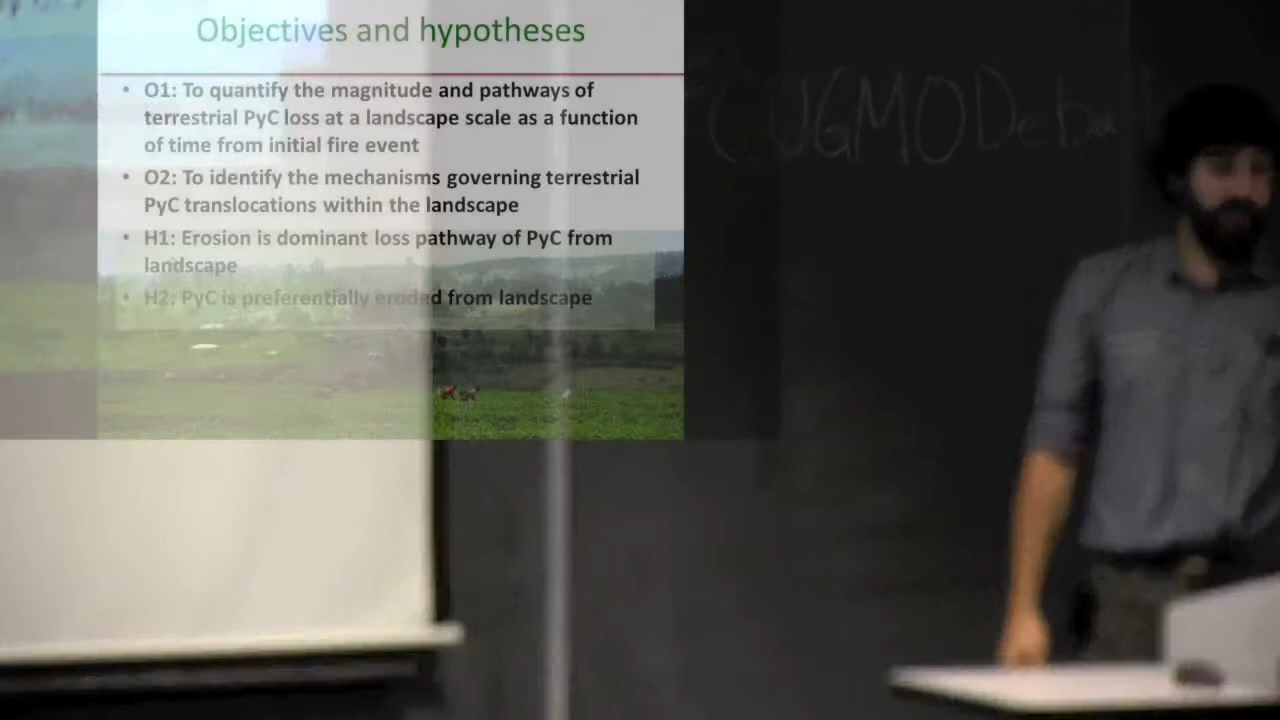 Objectives and hypotheses
• O1: To quantify the magnitude and pathways of
terrestrial PyC loss at a landscape scale as a function
of time from initial fire event
• O2: To identify the mechanisms governing terrestrial
PyC translocations within the landscape
• H1: Erosion is dominant loss pathway of PyC from
landscape
• H2: PyC is preferentially eroded from landscape
CUGMODeba